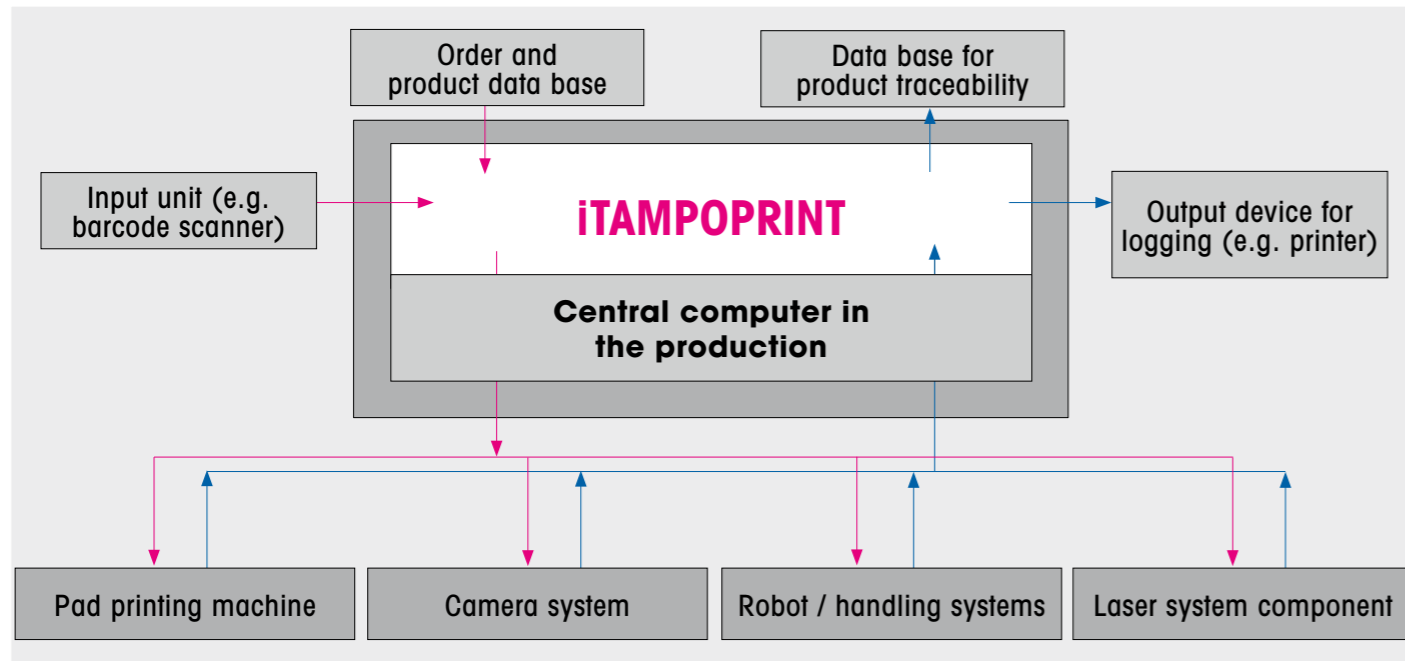 Order and
product data base
Data base for
product traceability
Input unit (e.g.
barcode scanner)
iTAMPOPRINT
Output device for
logging (e.g. printer)
Central computer in
the production
Pad printing machine
Camera system
Robot / handling systems
Laser system component